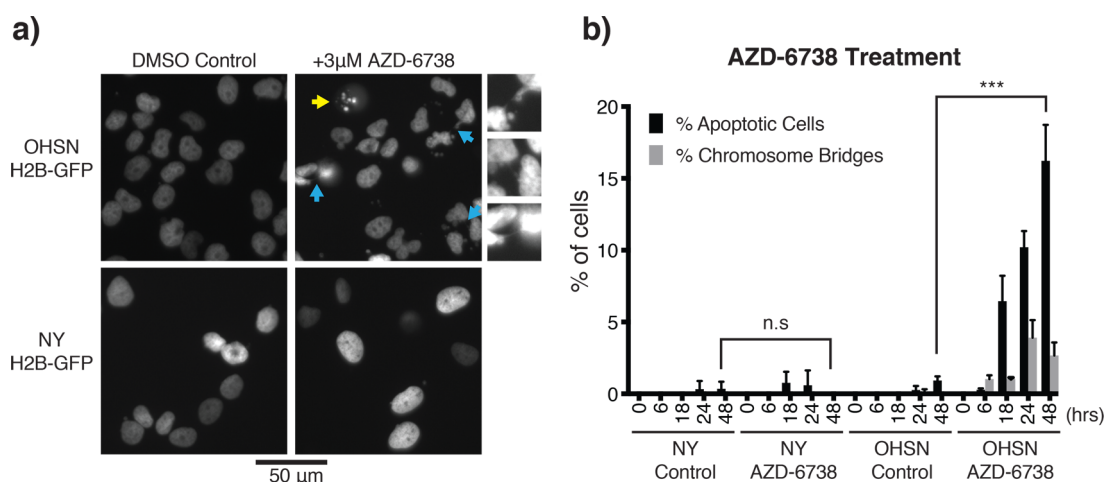 a)
DMSO Control
+3µM AZD-6738
OHSN
H2B-GFP
NY
H2B-GFP
50 µm
b)
AZD-6738 Treatment
***
% Apoptotic Cells
% Chromosome Bridges
n.s
% of cells
20
15
10
5
0
0 6 18 24 48 0 6 18 24 48 0 6 18 24 48 0 6 18 24 48 (hrs)
NY
Control
NY
AZD-6738
OHSN
Control
OHSN
AZD-6738